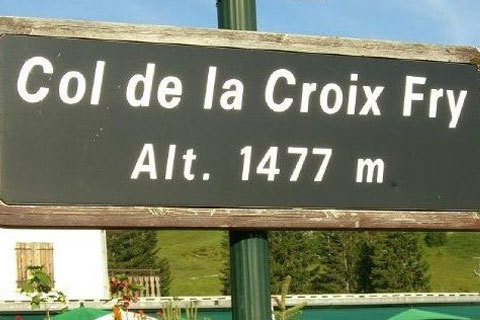 Col de la Croix Fry
Alt. 1477 m